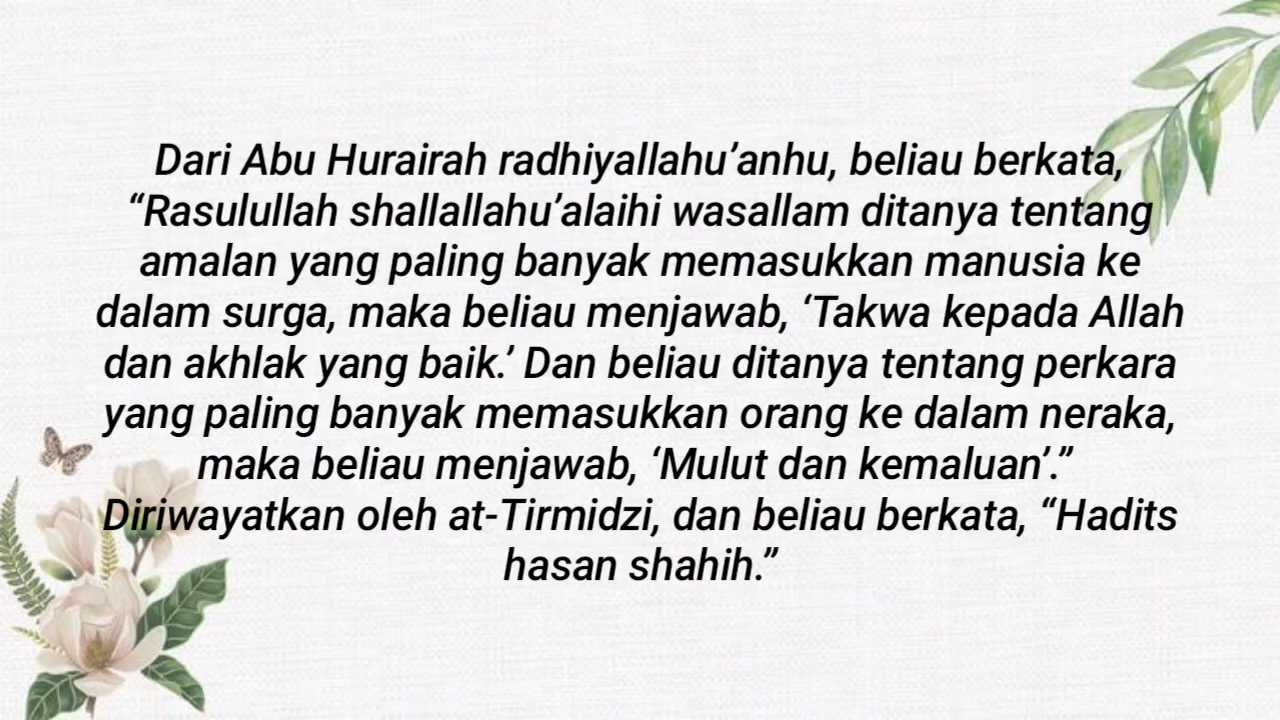 Dari Abu Hurairah radhiyallahu’anhu, beliau berkata,
“Rasulullah shallallahu’alaihi wasallam ditanya tentang
amalan yang paling banyak memasukkan manusia ke
dalam surga, maka beliau menjawab, ‘Takwa kepada Allah
dan akhlak yang baik.’ Dan beliau ditanya tentang perkara
yang paling banyak memasukkan orang ke dalam neraka,
maka beliau menjawab, ‘Mulut dan kemaluan’.”
Diriwayatkan oleh at-Tirmidzi, dan beliau berkata, “Hadits
hasan shahih.”